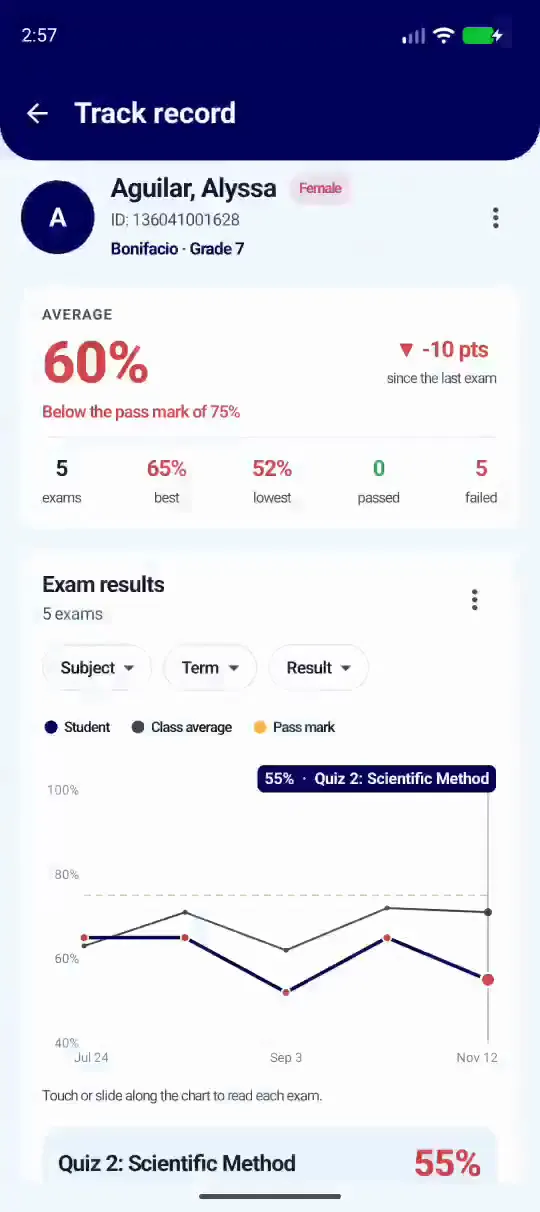 2:57
Track record
A
Aguilar, Alyssa Female
ID: 136041001628
Bonifacio · Grade 7
AVERAGE
60% ▼ -10 pts
since the last exam
Below the pass mark of 75%
5 65% 52% 0 5
exams best lowest passed failed
Exam results
5 exams
Subject Term Result
Student Class average Pass mark
55% · Quiz 2: Scientific Method
100%
80%
60%
40%
Jul 24 Sep 3 Nov 12
Touch or slide along the chart to read each exam.
Quiz 2: Scientific Method 55%